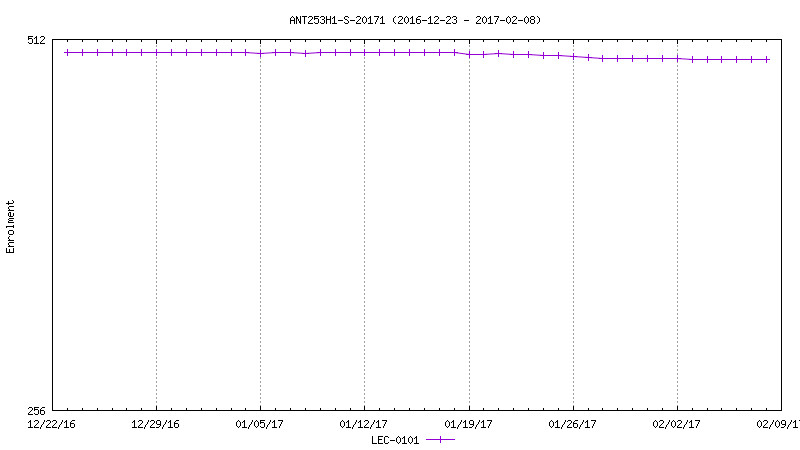 ANT253H1-S-20171 (2016-12-23 - 2017-02-08)
512
Enrolment
256
12/22/16 12/29/16 01/05/17 01/12/17 01/19/17 01/26/17 02/02/17 02/09/1
LEC-0101